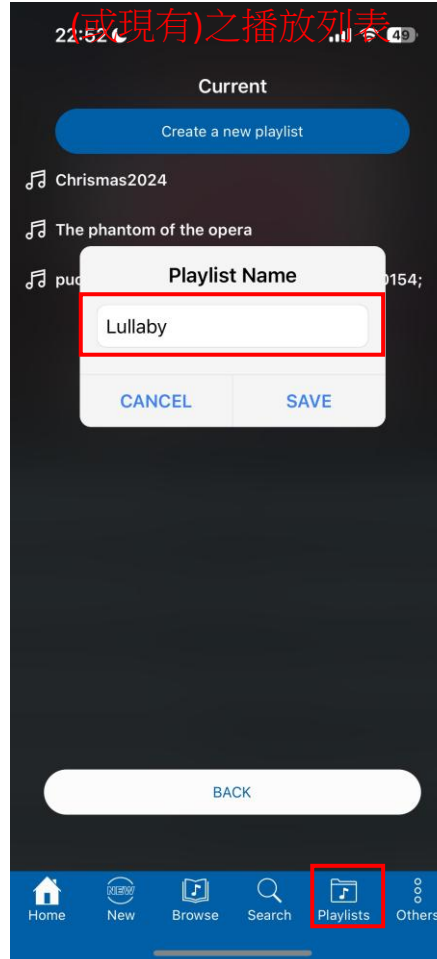 (或現有)之播放列表
22:52
49
Current
Create a new playlist
Chrismas2024
The phantom of the opera
puc
0154;
Playlist Name
Lullaby
CANCEL SAVE
BACK
NEW
Home New Browse Search Playlists Others